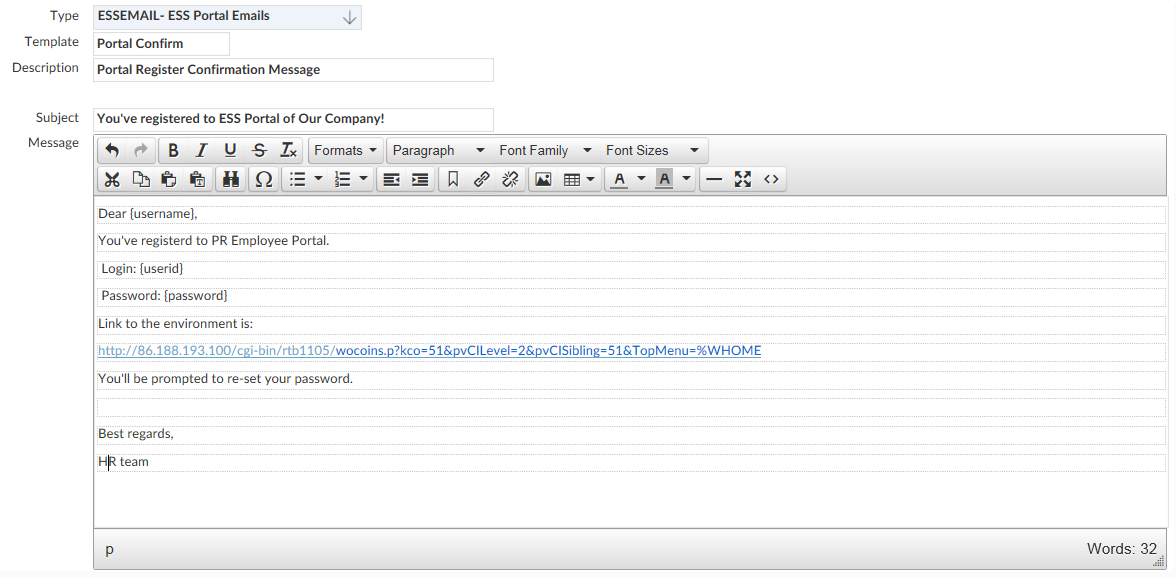 Type ESSEMAIL- ESS Portal Emails
Template Portal Confirm
Description Portal Register Confirmation Message
Subject You've registered to ESS Portal of Our Company!
Message
B I U S Tx Formats Paragraph Font Family Font Sizes
Ω A A
Dear {username},
You've registerd to PR Employee Portal.
Login: {userid}
Password: {password}
Link to the environment is:
http://86.188.193.100/cgi-bin/rtb1105/wocoins.p?kco=51&pvCILevel=2&pvCISibling=51&TopMenu=%WHOME
You'll be prompted to re-set your password.
Best regards,
HR team
p Words: 32